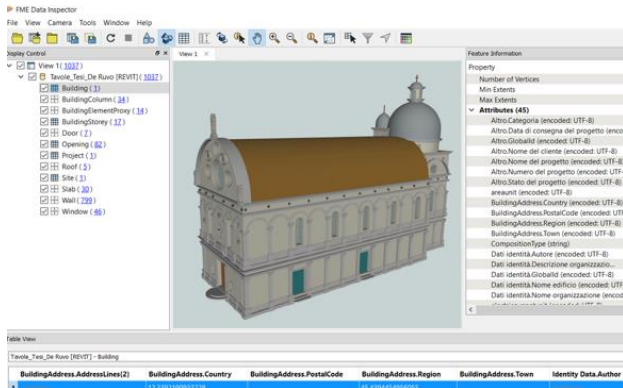 FME Data Inspector
File View Camera Tools Window Help
Display Control
View 1
View 1 (1037)
Tavole_Tesi_De Ruvo [REVIT] (1037)
Building (1)
BuildingColumn (34)
BuildingElementProxy (14)
BuildingStorey (17)
Door (7)
Opening (82)
Project (1)
Roof (5)
Site (1)
Slab (30)
Wall (799)
Window (46)
Feature Information
Property
Number of Vertices
Min Extents
Max Extents
Attributes (45)
Altro.Categoria (encoded: UTF-8)
Altro.Data di consegna del progetto (enco
Altro.GlobalId (encoded: UTF-8)
Altro.Nome del cliente (encoded: UTF-8)
Altro.Nome del progetto (encoded: UTF-8)
Altro.Numero del progetto (encoded: UTF-
Altro.Stato del progetto (encoded: UTF-8)
areaunit (encoded: UTF-8)
BuildingAddress.Country (encoded: UTF-8)
BuildingAddress.PostalCode (encoded: UTF
BuildingAddress.Region (encoded: UTF-8)
BuildingAddress.Town (encoded: UTF-8)
CompositionType (string)
Dati identità.Autore (encoded: UTF-8)
Dati identità.Descrizione organizzazio...
Dati identità.GlobalId (encoded: UTF-8)
Dati identità.Nome edificio (encoded: UTF
Dati identità.Nome organizzazione (encod
Table View
Tavole_Tesi_De Ruvo [REVIT] - Building
BuildingAddress.AddressLines(2) BuildingAddress.Country BuildingAddress.PostalCode BuildingAddress.Region BuildingAddress.Town Identity Data.Author